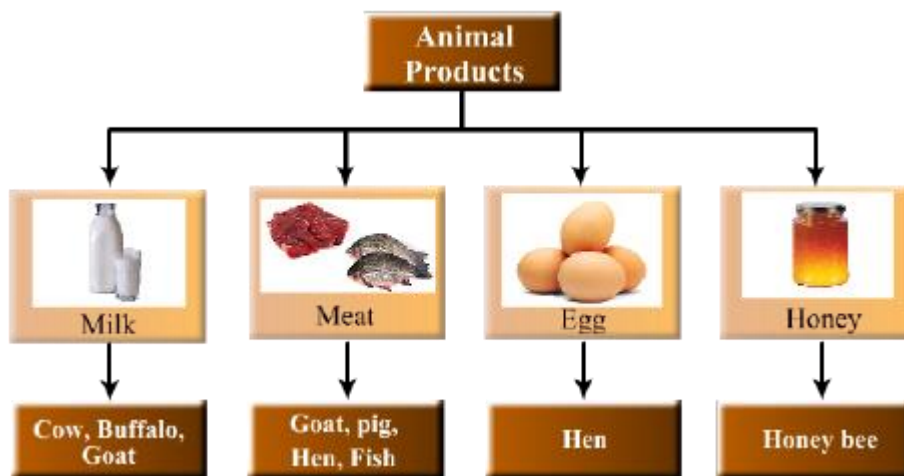 Animal
Products
Milk
Meat
Egg
Honey
Cow, Buffalo,
Goat
Goat, pig,
Hen, Fish
Hen
Honey bee